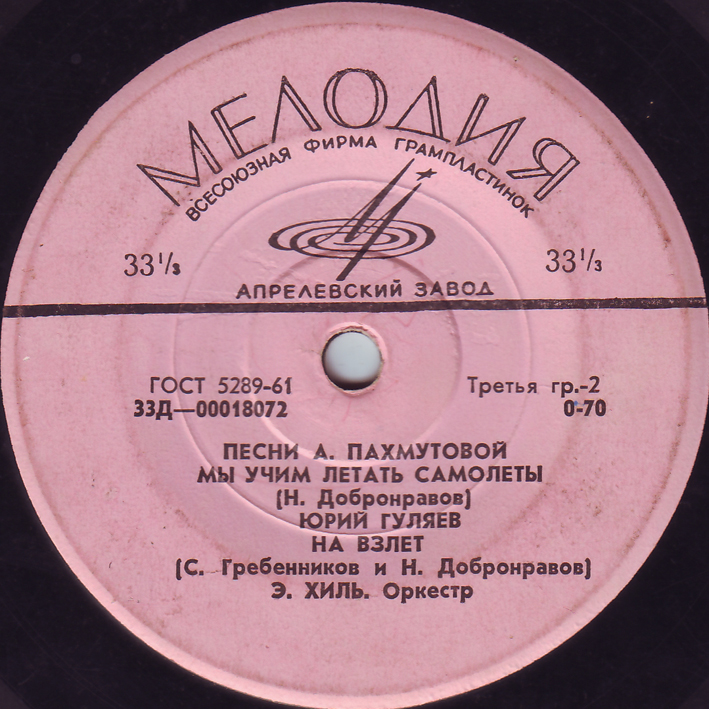 МЕЛОДИЯ
ВСЕСОЮЗНАЯ ФИРМА ГРАМПЛАСТИНОК
33 1/3 33 1/3
АПРЕЛЕВСКИЙ ЗАВОД
ГОСТ 5289-61 Третья гр.-2
33Д—00018072 0-70
ПЕСНИ А. ПАХМУТОВОЙ
МЫ УЧИМ ЛЕТАТЬ САМОЛЕТЫ
(Н. Добронравов)
ЮРИЙ ГУЛЯЕВ
НА ВЗЛЕТ
(С. Гребенников и Н. Добронравов)
Э. ХИЛЬ. Оркестр